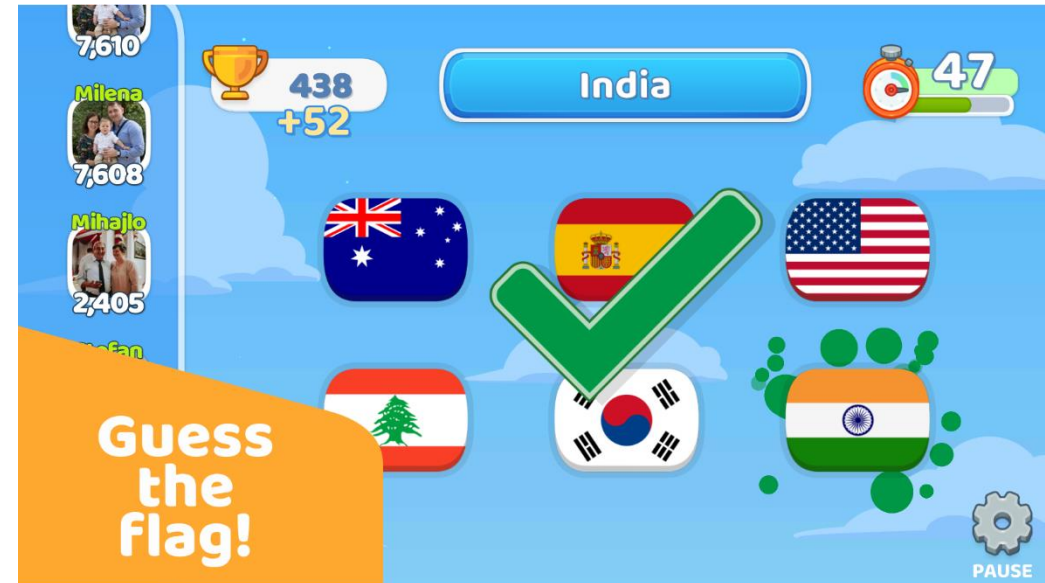 7,610
Milena
7,608
Mihajlo
2,405
438
+52
India
47
Guess
the
flag!
PAUSE